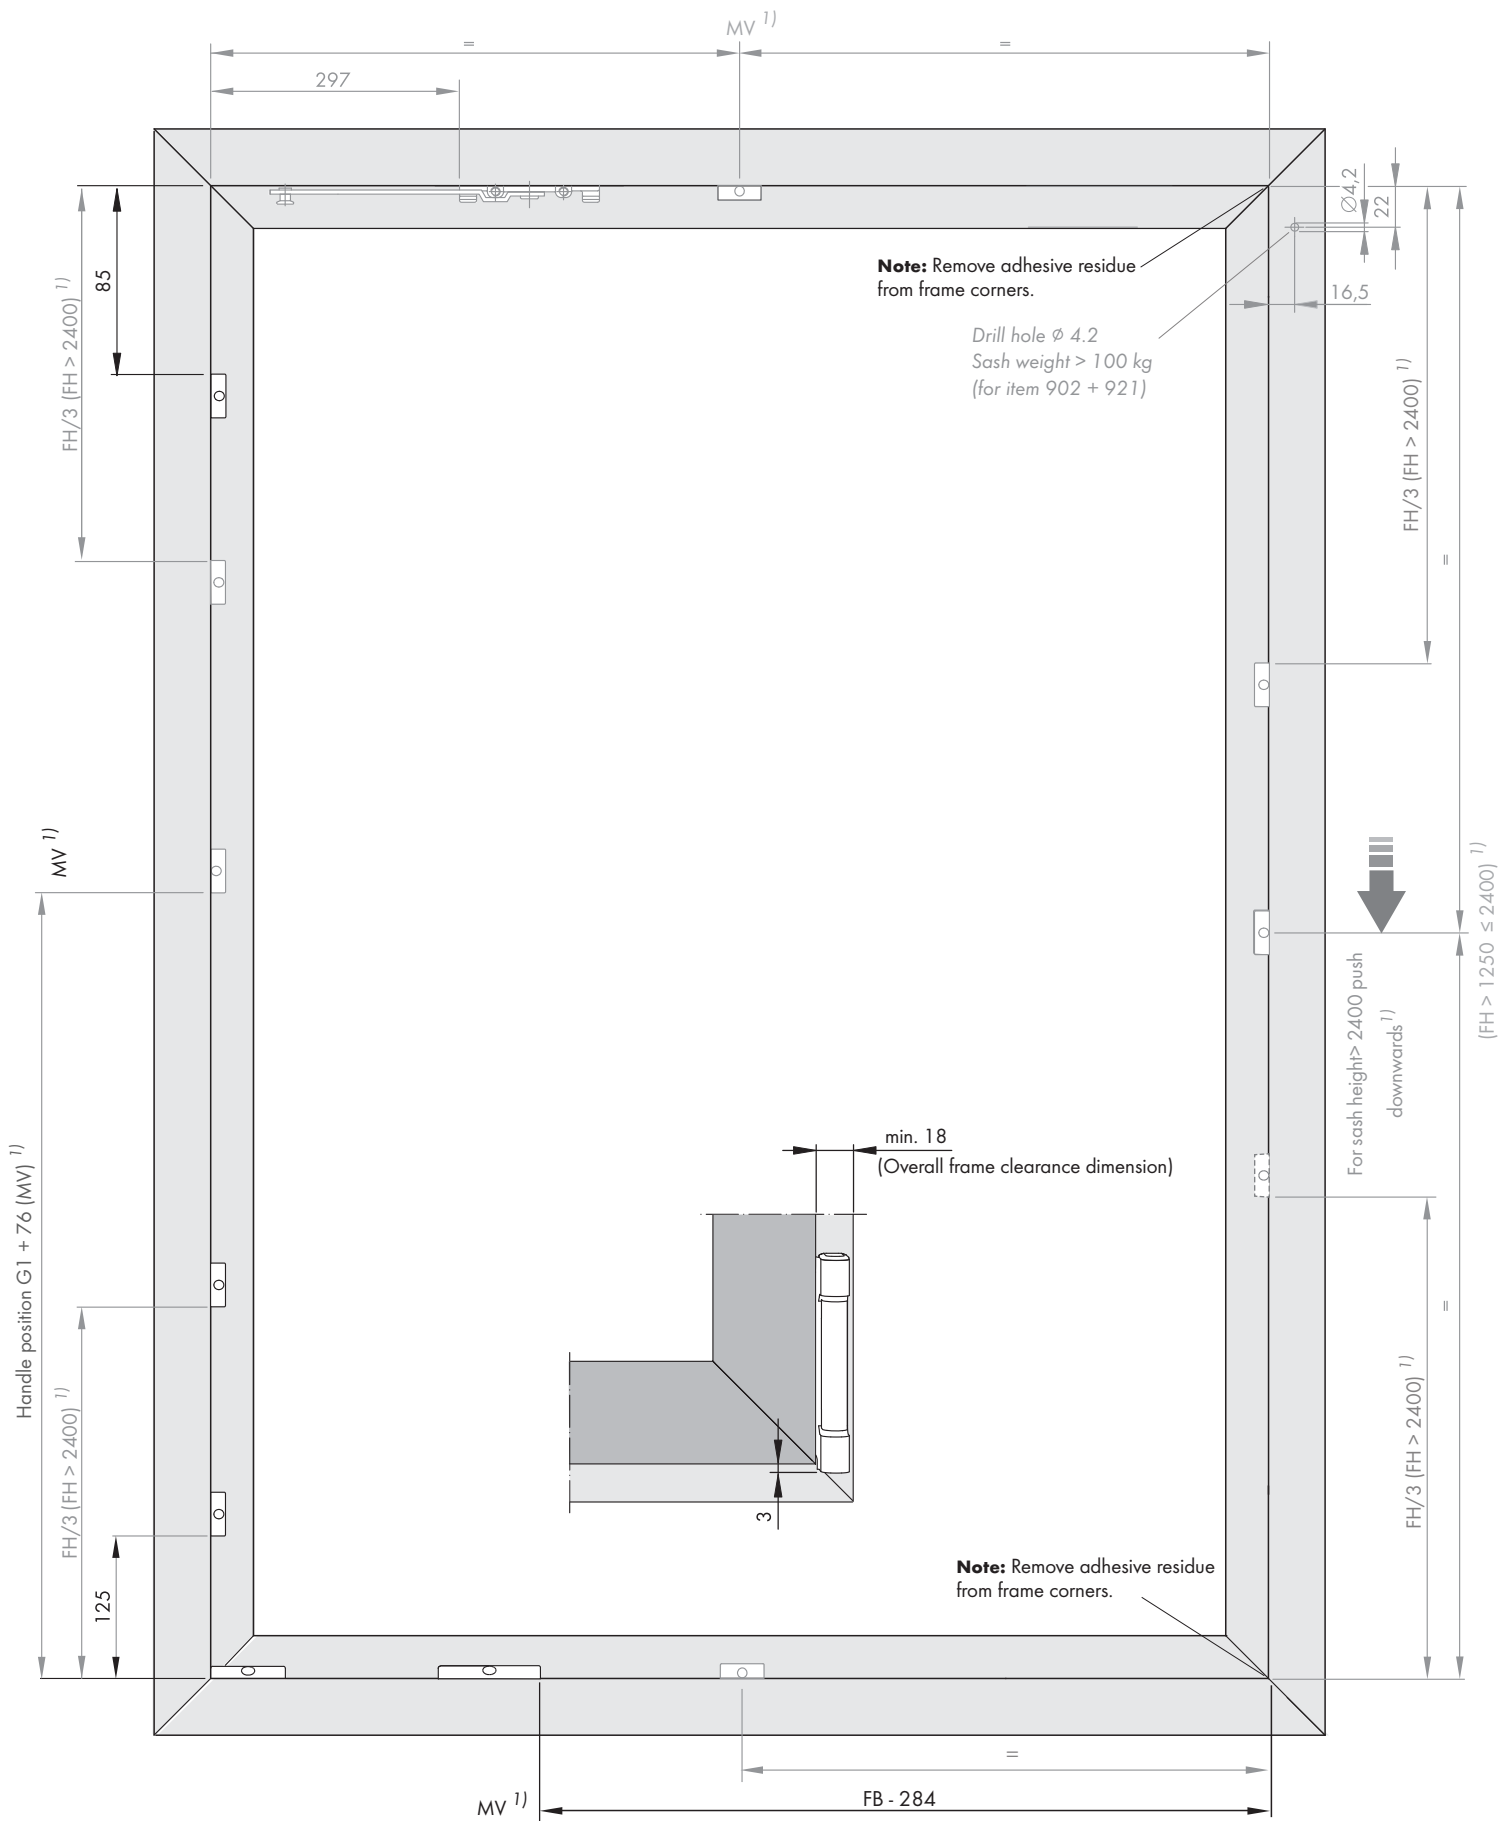 MV 1)
=
=
297
Ø4,2
22
85
FH/3 (FH > 2400) 1)
Note: Remove adhesive residue
from frame corners.
16,5
Drill hole Ø 4.2
Sash weight > 100 kg
(for item 902 + 921)
FH/3 (FH > 2400) 1)
=
MV 1)
(FH > 1250 ≤ 2400) 1)
For sash height> 2400 push
downwards 1)
min. 18
(Overall frame clearance dimension)
Handle position G1 + 76 (MV) 1)
=
FH/3 (FH > 2400) 1)
FH/3 (FH > 2400) 1)
3
Note: Remove adhesive residue
from frame corners.
125
=
FB - 284
MV 1)